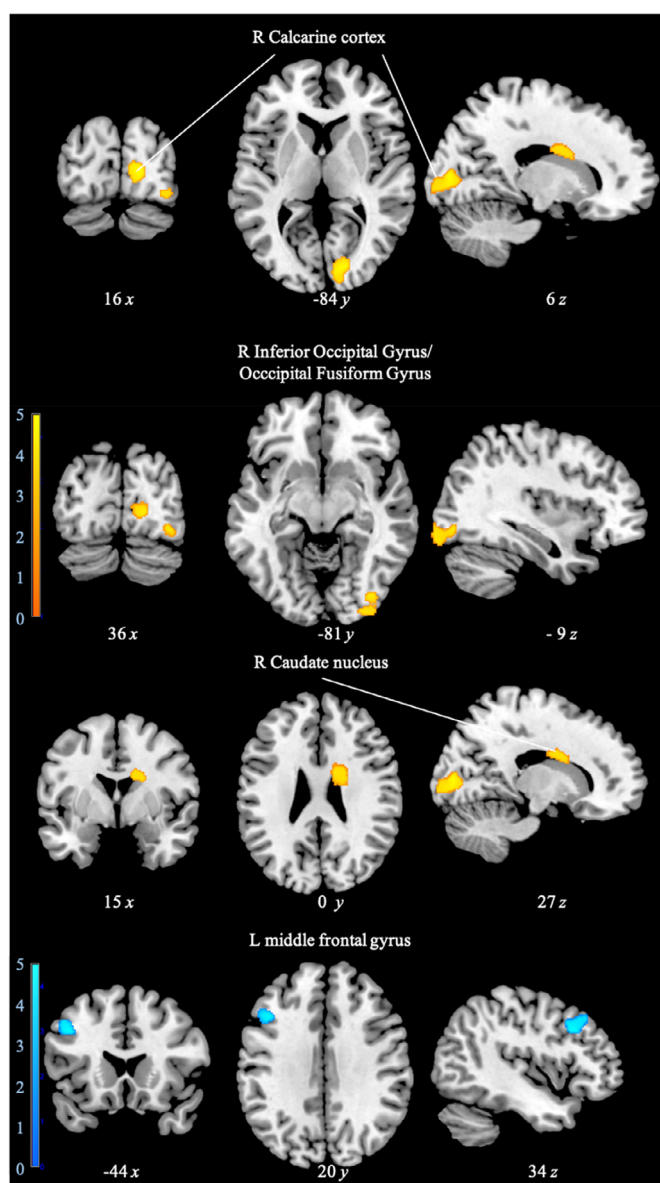 R Calcarine cortex
16 x
-84 y
6 z
R Inferior Occipital Gyrus/
Occcipital Fusiform Gyrus
5
4
3
2
1
0
36 x
-81 y
- 9 z
R Caudate nucleus
15 x
0 y
27 z
L middle frontal gyrus
5
4
3
2
1
0
-44 x
20 y
34 z